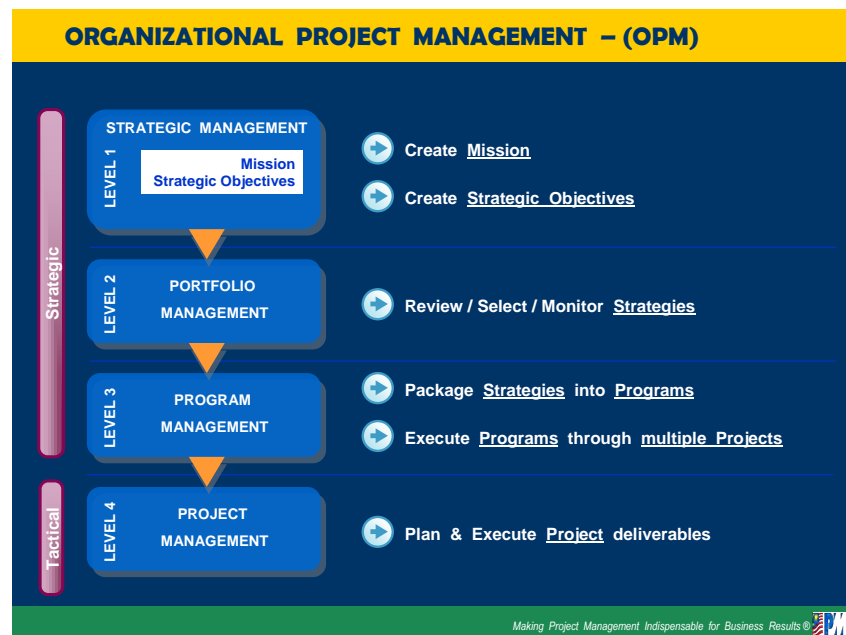 ORGANIZATIONAL PROJECT MANAGEMENT – (OPM)
Strategic
LEVEL 1
STRATEGIC MANAGEMENT
Mission
Strategic Objectives
Create Mission
Create Strategic Objectives
LEVEL 2
PORTFOLIO
MANAGEMENT
Review / Select / Monitor Strategies
LEVEL 3
PROGRAM
MANAGEMENT
Package Strategies into Programs
Execute Programs through multiple Projects
Tactical
LEVEL 4
PROJECT
MANAGEMENT
Plan & Execute Project deliverables
Making Project Management Indispensable for Business Results ®